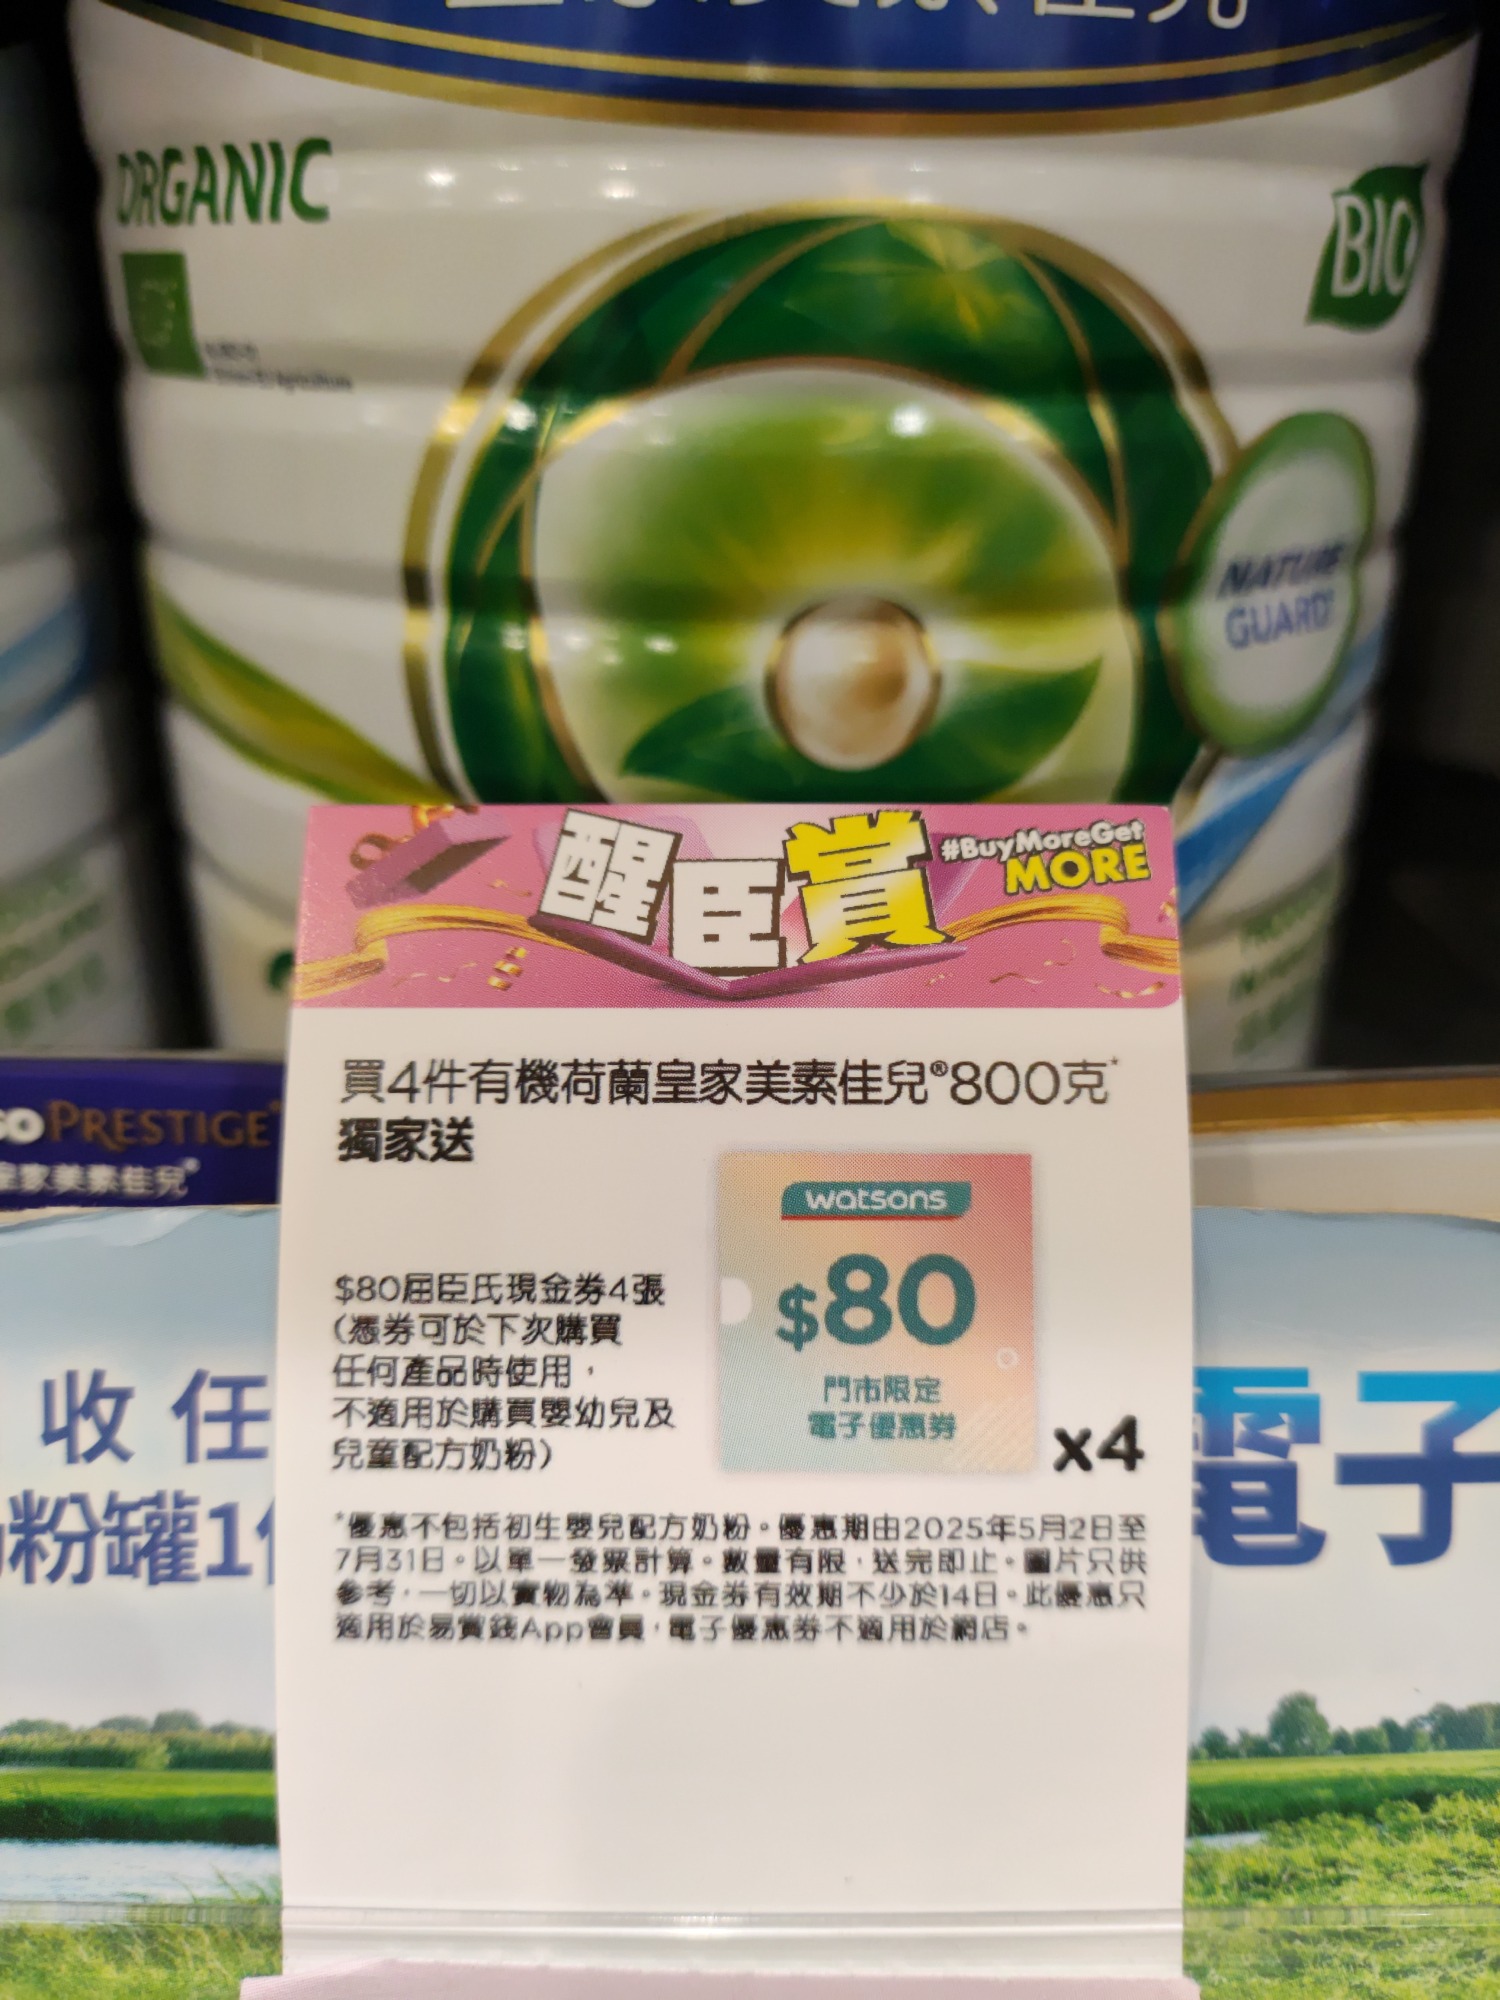 ORGANIC
BIO
NATURE
GUARD
醒臣賞
#BuyMoreGet
MORE
買4件有機荷蘭皇家美素佳兒®800克*
獨家送
PRESTIGE
皇家美素佳兒
watsons
$80
門市限定
電子優惠券
x4
$80屈臣氏現金券4張
(憑券可於下次購買
任何產品時使用，
不適用於購買嬰幼兒及
兒童配方奶粉)
*優惠不包括初生嬰兒配方奶粉。優惠期由2025年5月2日至
7月31日。以單一發票計算。數量有限，送完即止。圖片只供
參考，一切以實物為準。現金券有效期不少於14日。此優惠只
適用於易賞錢App會員，電子優惠券不適用於網店。
收任
粉罐1
電子